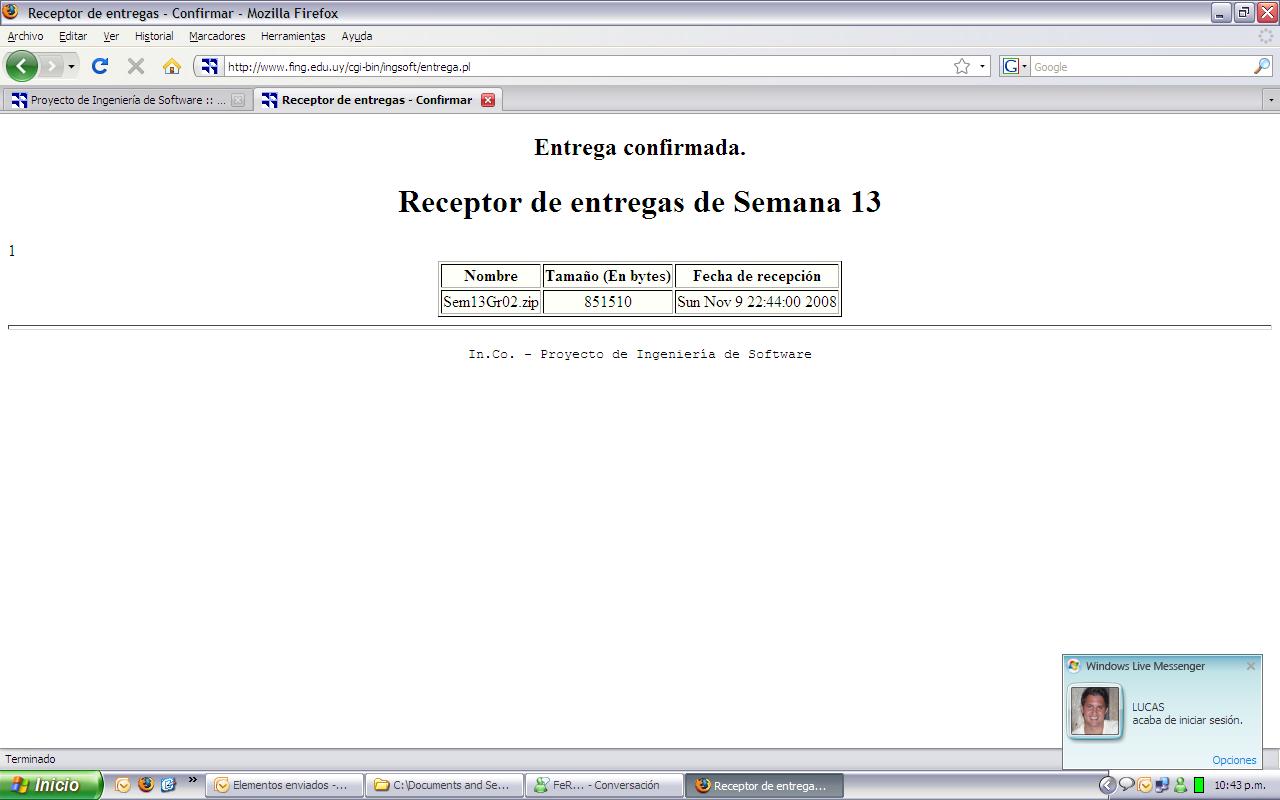 Receptor de entregas - Confirmar - Mozilla Firefox
Archivo Editar Ver Historial Marcadores Herramientas Ayuda
http://www.fing.edu.uy/cgi-bin/ingsoft/entrega.pl
G Google
Proyecto de Ingeniería de Software :: ...
Receptor de entregas - Confirmar
Entrega confirmada.
Receptor de entregas de Semana 13
1
Nombre Tamaño (En bytes) Fecha de recepción
Sem13Gr02.zip 851510 Sun Nov 9 22:44:00 2008
In.Co. - Proyecto de Ingeniería de Software
Windows Live Messenger
LUCAS
acaba de iniciar sesión.
Opciones
Terminado
Inicio
Elementos enviados -...
C:\Documents and Se...
FeR... - Conversación
Receptor de entrega...
10:43 p.m.